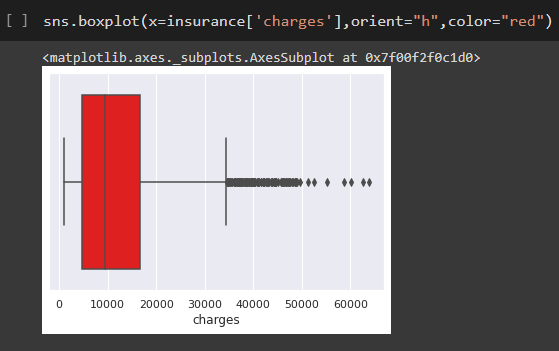 [ ] sns.boxplot(x=insurance['charges'],orient="h",color="red")
<matplotlib.axes._subplots.AxesSubplot at 0x7f00f2f0c1d0>
0 10000 20000 30000 40000 50000 60000
charges